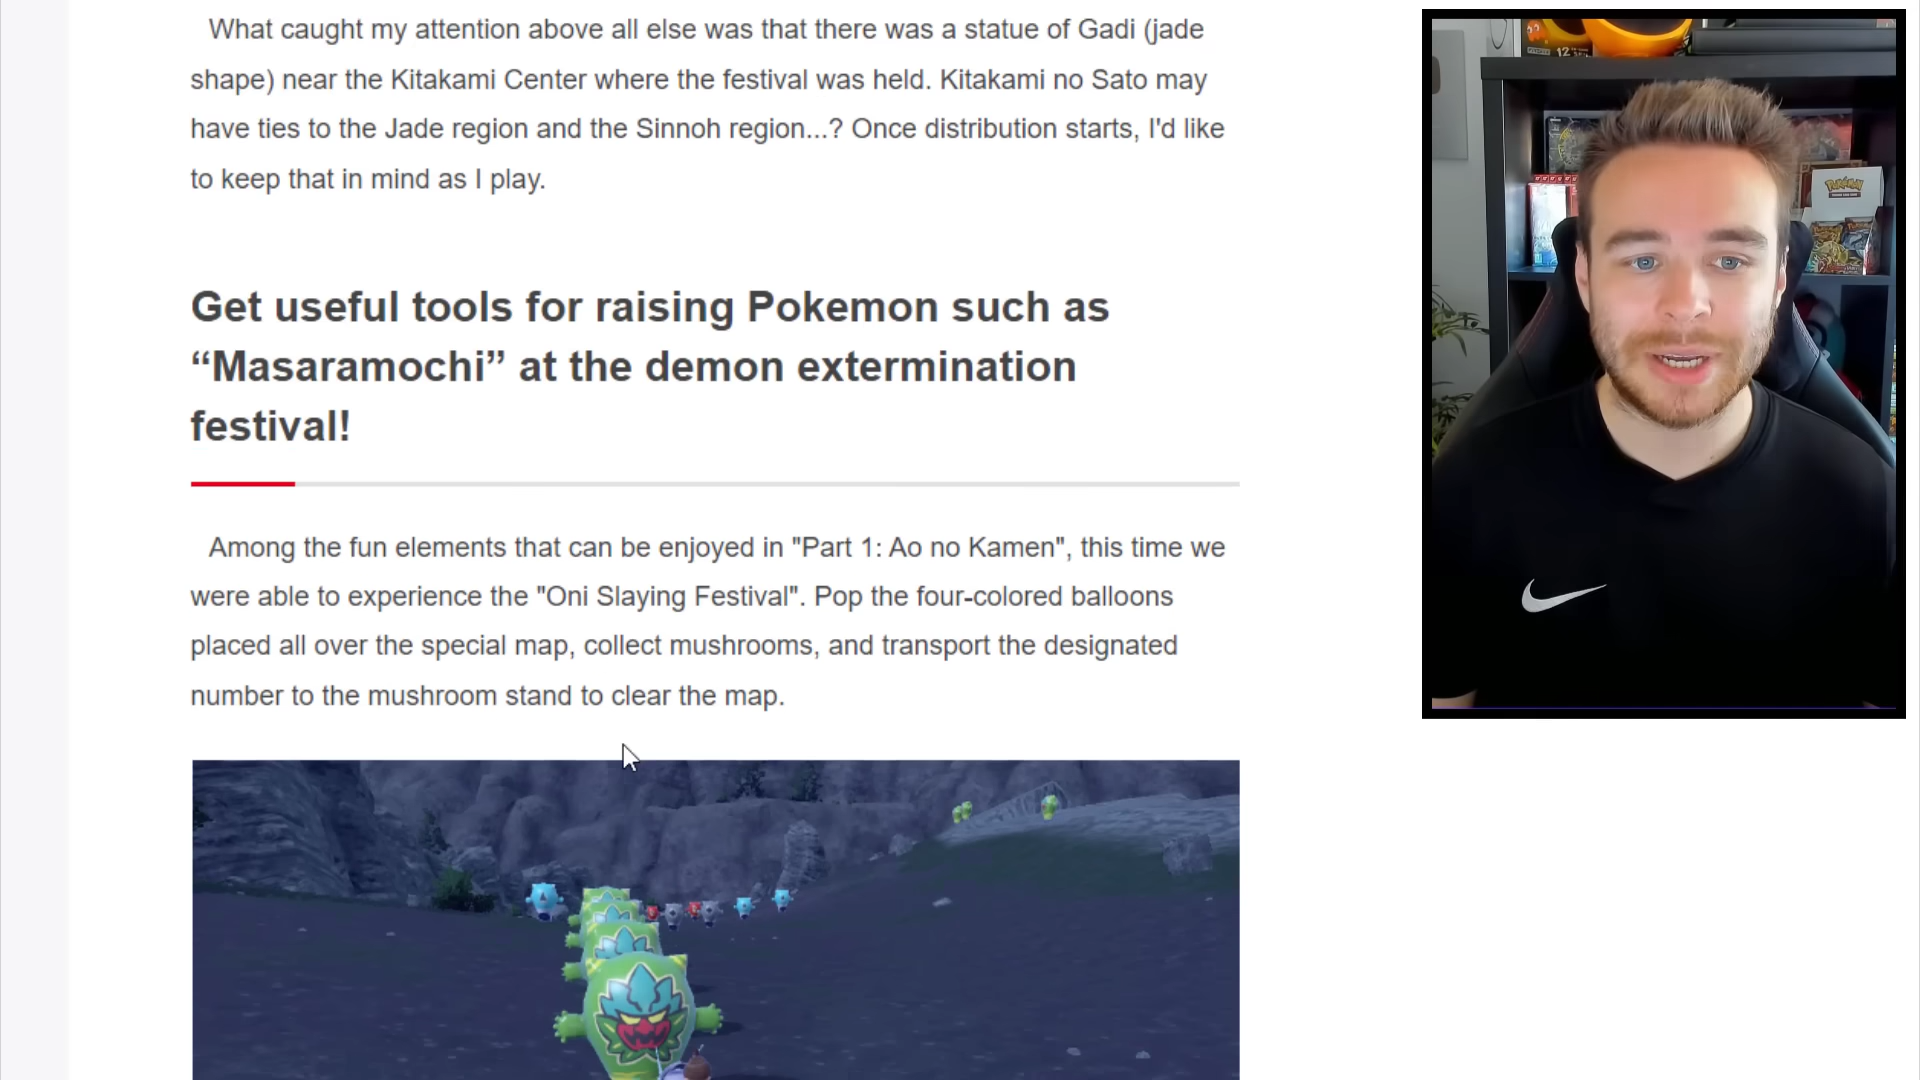 What caught my attention above all else was that there was a statue of Gadi (jade
shape) near the Kitakami Center where the festival was held. Kitakami no Sato may
have ties to the Jade region and the Sinnoh region...? Once distribution starts, I'd like
to keep that in mind as I play.
Get useful tools for raising Pokemon such as
“Masaramochi” at the demon extermination
festival!
Among the fun elements that can be enjoyed in "Part 1: Ao no Kamen", this time we
were able to experience the "Oni Slaying Festival". Pop the four-colored balloons
placed all over the special map, collect mushrooms, and transport the designated
number to the mushroom stand to clear the map.
POKÉMON
12